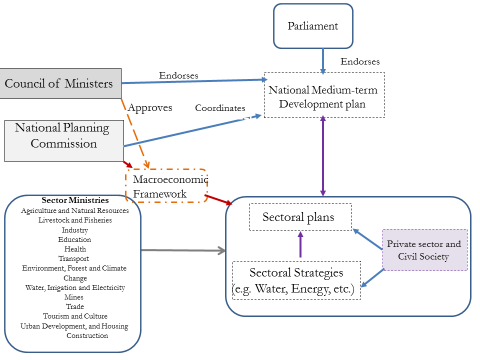 Parliament
Endorses
Council of Ministers
Endorses
National Medium-term
Development plan
Approves
Coordinates
National Planning
Commission
Macroeconomic
Framework
Sector Ministries
Agriculture and Natural Resources
Livestock and Fisheries
Industry
Education
Health
Transport
Environment, Forest and Climate
Change
Water, Irrigation and Electricity
Mines
Trade
Tourism and Culture
Urban Development, and Housing
Construction
Sectoral plans
Sectoral Strategies
(e.g. Water, Energy, etc.)
Private sector and
Civil Society